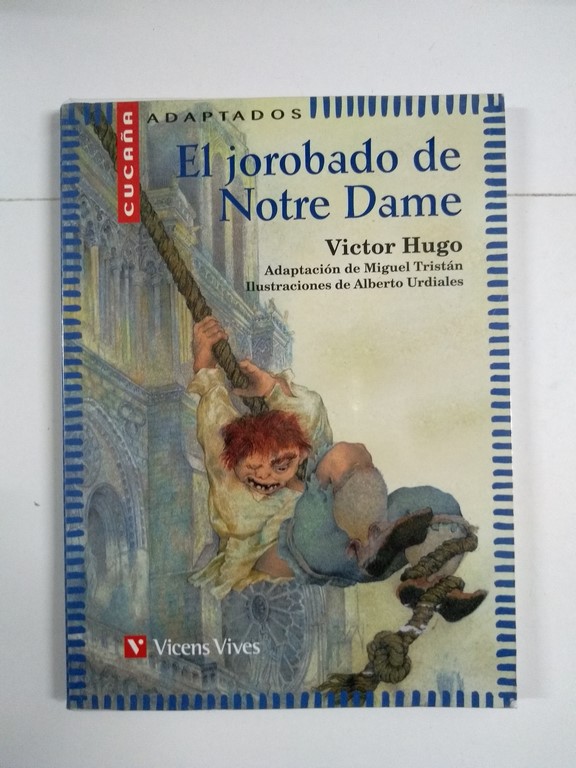 CUCAÑA
ADAPTADOS
El jorobado de
Notre Dame
Victor Hugo
Adaptación de Miguel Tristán
Ilustraciones de Alberto Urdiales
V
Vicens Vives